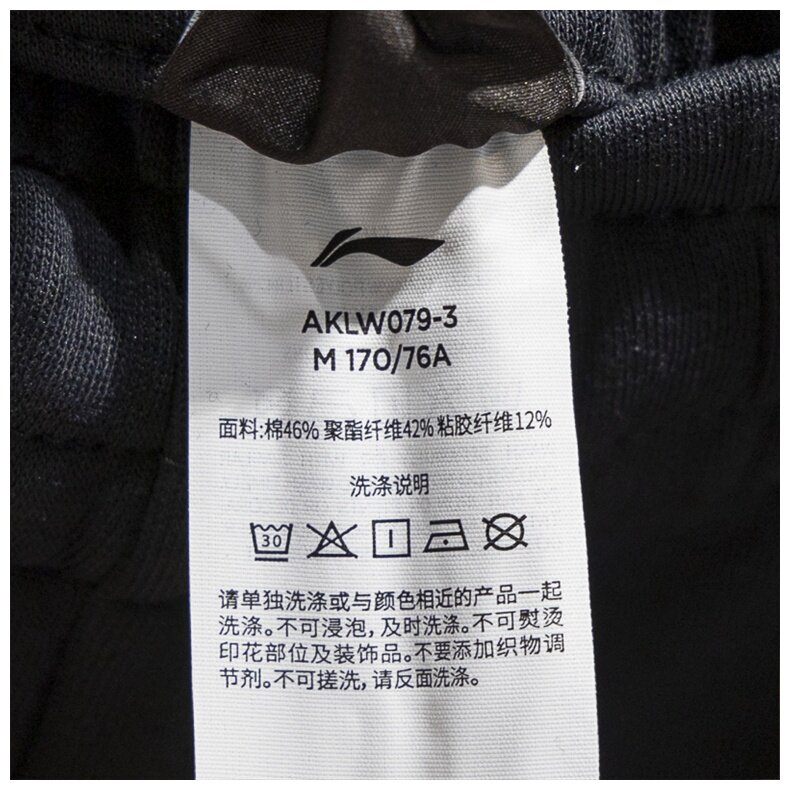 AKLW079-3
M 170/76A
面料:棉46% 聚酯纤维42% 粘胶纤维12%
洗涤说明
30
请单独洗涤或与颜色相近的产品一起
洗涤。不可浸泡,及时洗涤。不可熨烫
印花部位及装饰品。不要添加织物调
节剂。不可搓洗,请反面洗涤。